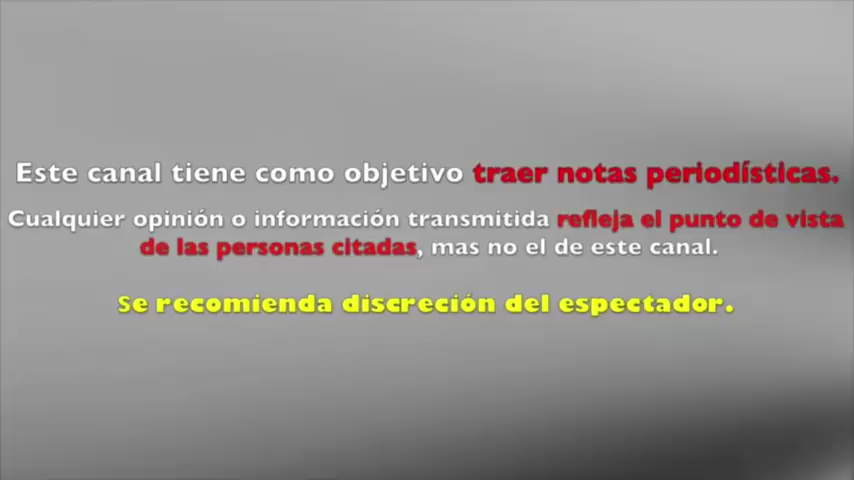 Este canal tiene como objetivo traer notas periodísticas.
Cualquier opinión o información transmitida refleja el punto de vista
de las personas citadas, mas no el de este canal.
Se recomienda discreción del espectador.